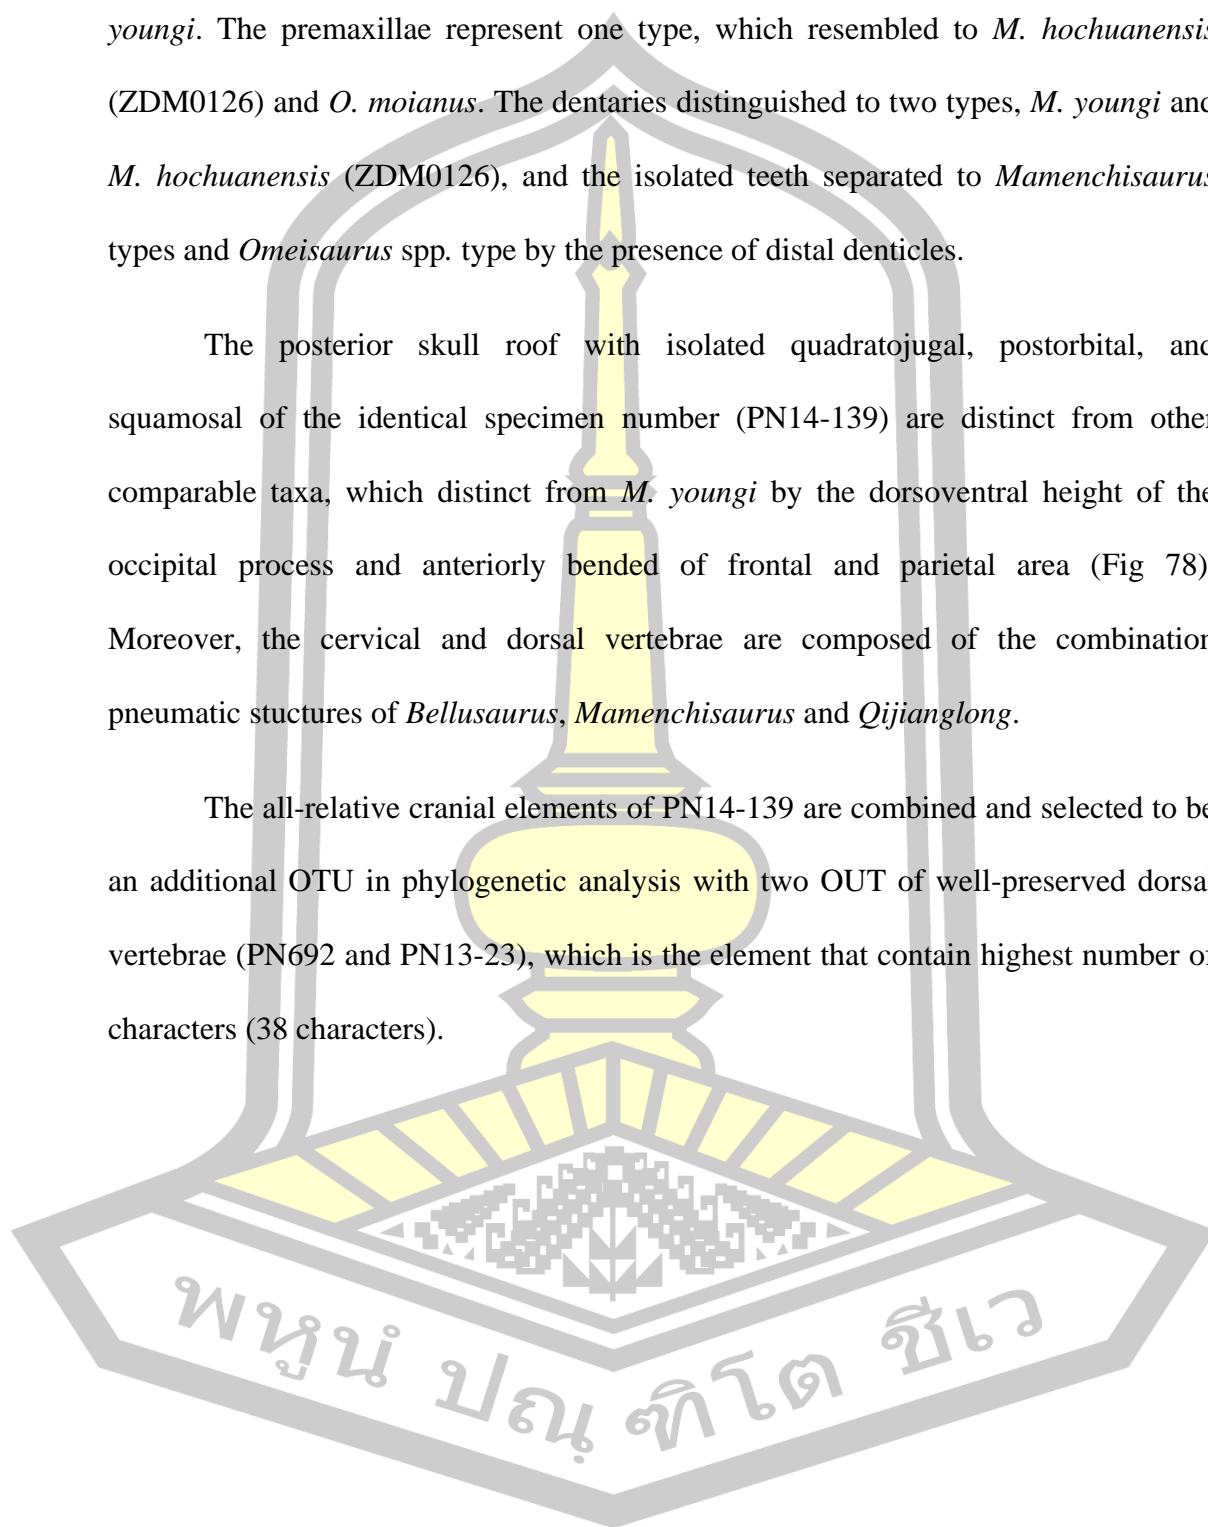 youngi. The premaxillae represent one type, which resembled to M. hochuanensis
(ZDM0126) and O. moianus. The dentaries distinguished to two types, M. youngi and
M. hochuanensis (ZDM0126), and the isolated teeth separated to Mamenchisaurus
types and Omeisaurus spp. type by the presence of distal denticles.
The posterior skull roof with isolated quadratojugal, postorbital, and
squamosal of the identical specimen number (PN14-139) are distinct from other
comparable taxa, which distinct from M. youngi by the dorsoventral height of the
occipital process and anteriorly bended of frontal and parietal area (Fig 78)
Moreover, the cervical and dorsal vertebrae are composed of the combination
pneumatic stuctures of Bellusaurus, Mamenchisaurus and Qijianglong.
The all-relative cranial elements of PN14-139 are combined and selected to be
an additional OTU in phylogenetic analysis with two OUT of well-preserved dorsa
vertebrae (PN692 and PN13-23), which is the element that contain highest number of
characters (38 characters).
พหูนํ ปณฺฑิโต ชีเว